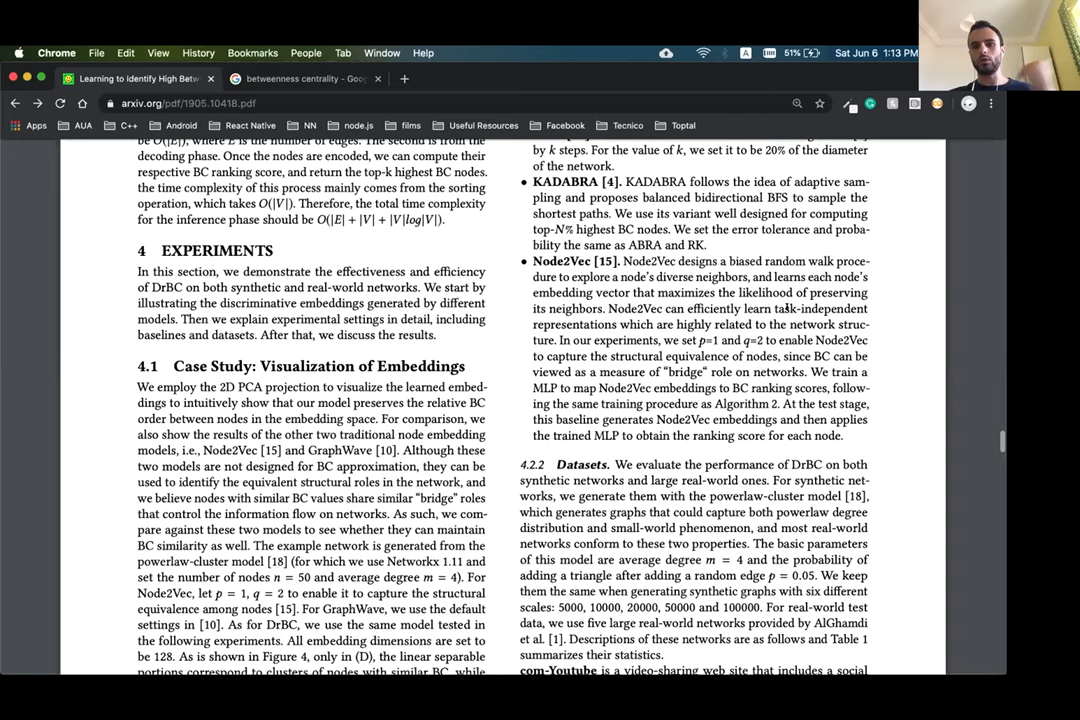 Chrome File Edit View History Bookmarks People Tab Window Help A 51% Sat Jun 6 1:13 PM
Learning to Identify High Betw × betweenness centrality - Goog × +
arxiv.org/pdf/1905.10418.pdf
Apps AUA C++ Android React Native NN node.js films Useful Resources Facebook Tecnico Toptal
be O(|E|), where E is the number of edges. The second is from the
decoding phase. Once the nodes are encoded, we can compute their
respective BC ranking score, and return the top-k highest BC nodes.
the time complexity of this process mainly comes from the sorting
operation, which takes O(|V|). Therefore, the total time complexity
for the inference phase should be O(|E| + |V| + |V|log|V|).
4 EXPERIMENTS
In this section, we demonstrate the effectiveness and efficiency
of DrBC on both synthetic and real-world networks. We start by
illustrating the discriminative embeddings generated by different
models. Then we explain experimental settings in detail, including
baselines and datasets. After that, we discuss the results.
4.1 Case Study: Visualization of Embeddings
We employ the 2D PCA projection to visualize the learned embed-
dings to intuitively show that our model preserves the relative BC
order between nodes in the embedding space. For comparison, we
also show the results of the other two traditional node embedding
models, i.e., Node2Vec [15] and GraphWave [10]. Although these
two models are not designed for BC approximation, they can be
used to identify the equivalent structural roles in the network, and
we believe nodes with similar BC values share similar "bridge" roles
that control the information flow on networks. As such, we com-
pare against these two models to see whether they can maintain
BC similarity as well. The example network is generated from the
powerlaw-cluster model [18] (for which we use Networkx 1.11 and
set the number of nodes n = 50 and average degree m = 4). For
Node2Vec, let p = 1, q = 2 to enable it to capture the structural
equivalence among nodes [15]. For GraphWave, we use the default
settings in [10]. As for DrBC, we use the same model tested in
the following experiments. All embedding dimensions are set to
be 128. As is shown in Figure 4, only in (D), the linear separable
portions correspond to clusters of nodes with similar BC, while
by k steps. For the value of k, we set it to be 20% of the diameter
of the network.
• KADABRA [4]. KADABRA follows the idea of adaptive sam-
pling and proposes balanced bidirectional BFS to sample the
shortest paths. We use its variant well designed for computing
top-N% highest BC nodes. We set the error tolerance and proba-
bility the same as ABRA and RK.
• Node2Vec [15]. Node2Vec designs a biased random walk proce-
dure to explore a node's diverse neighbors, and learns each node's
embedding vector that maximizes the likelihood of preserving
its neighbors. Node2Vec can efficiently learn task-independent
representations which are highly related to the network struc-
ture. In our experiments, we set p=1 and q=2 to enable Node2Vec
to capture the structural equivalence of nodes, since BC can be
viewed as a measure of "bridge" role on networks. We train a
MLP to map Node2Vec embeddings to BC ranking scores, follow-
ing the same training procedure as Algorithm 2. At the test stage,
this baseline generates Node2Vec embeddings and then applies
the trained MLP to obtain the ranking score for each node.
4.2.2 Datasets. We evaluate the performance of DrBC on both
synthetic networks and large real-world ones. For synthetic net-
works, we generate them with the powerlaw-cluster model [18],
which generates graphs that could capture both powerlaw degree
distribution and small-world phenomenon, and most real-world
networks conform to these two properties. The basic parameters
of this model are average degree m = 4 and the probability of
adding a triangle after adding a random edge p = 0.05. We keep
them the same when generating synthetic graphs with six different
scales: 5000, 10000, 20000, 50000 and 100000. For real-world test
data, we use five large real-world networks provided by AlGhamdi
et al. [1]. Descriptions of these networks are as follows and Table 1
summarizes their statistics.
com-Youtube is a video-sharing web site that includes a social